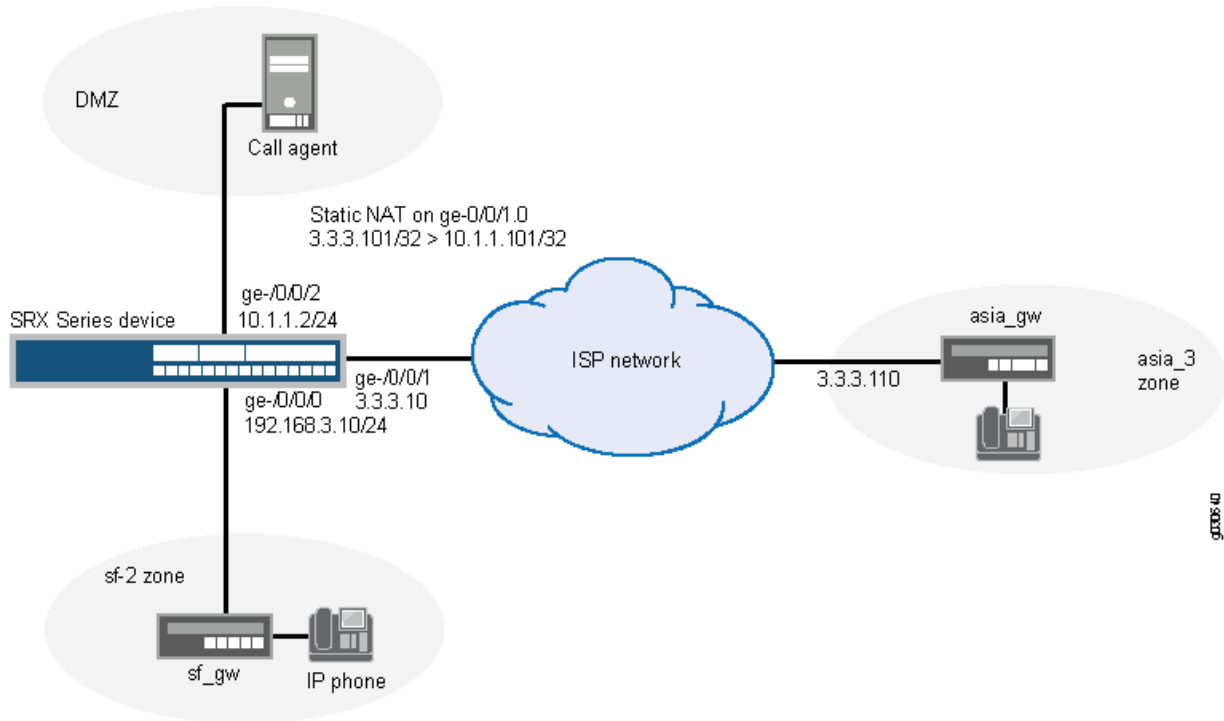 DMZ
Call agent
Static NAT on ge-0/0/1.0
3.3.3.101/32 > 10.1.1.101/32
ge-/0/0/2
10.1.1.2/24
SRX Series device
ge-/0/0/1
3.3.3.10
ge-/0/0/0
192.168.3.10/24
ISP network
asia_gw
3.3.3.110
asia_3
zone
sf-2 zone
sf_gw
IP phone
g030640